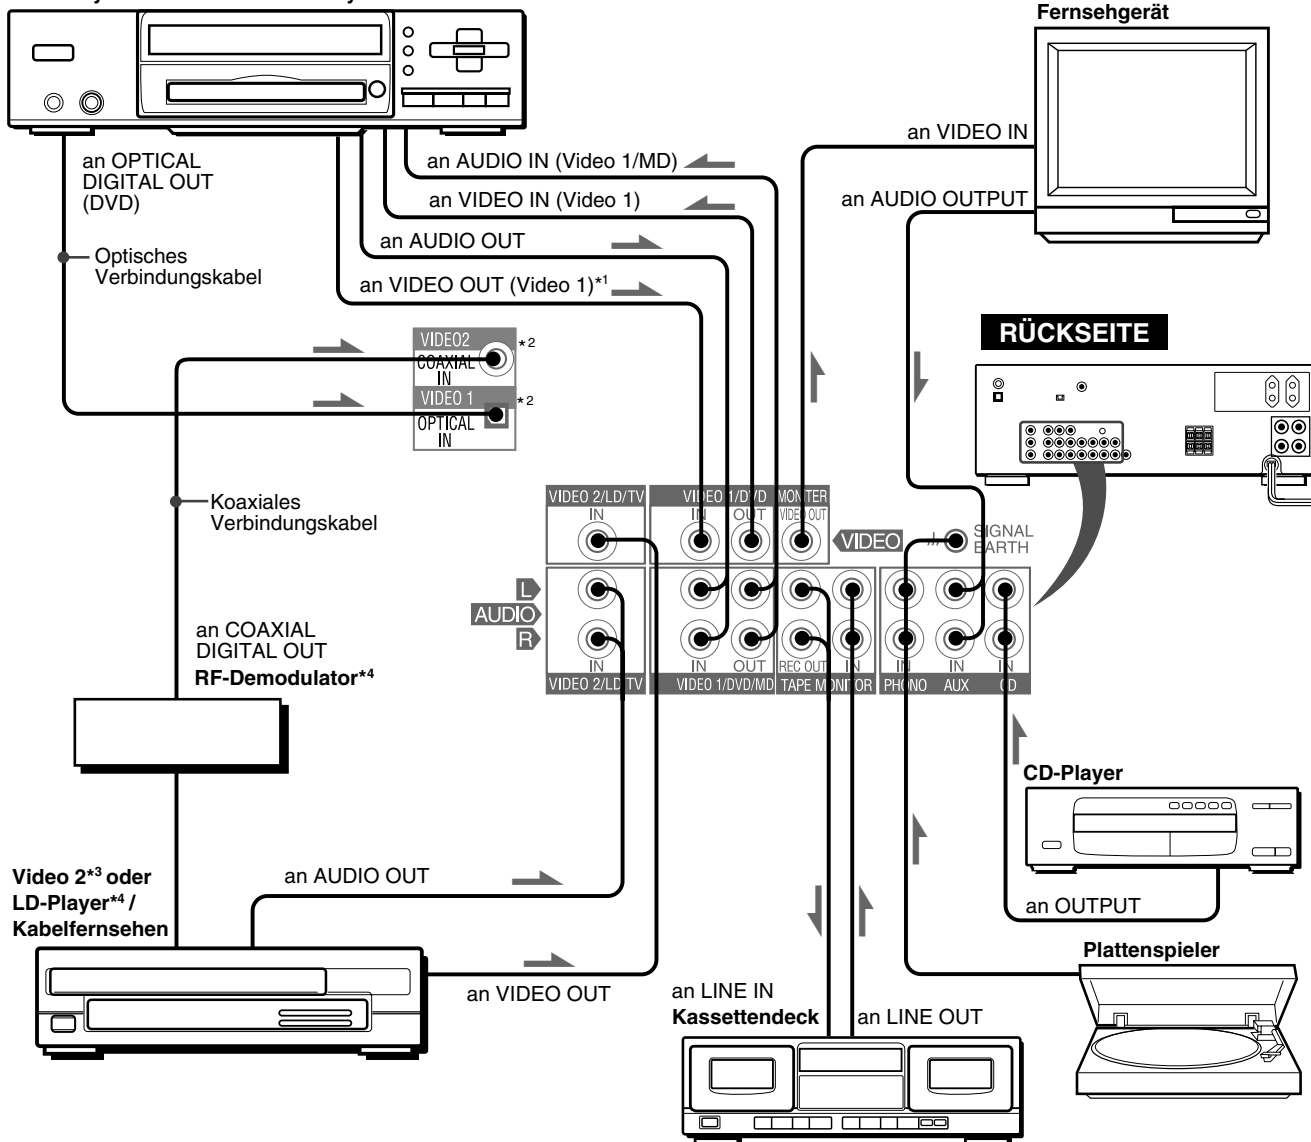 Fernsehgerät
an VIDEO IN
an AUDIO OUTPUT
an OPTICAL
DIGITAL OUT
(DVD)
an AUDIO IN (Video 1/MD)
an VIDEO IN (Video 1)
an AUDIO OUT
an VIDEO OUT (Video 1)*1
Optisches
Verbindungskabel
RÜCKSEITE
VIDEO2
*2
COAXIAL
IN
VIDEO 1
*2
OPTICAL
IN
Koaxiales
Verbindungskabel
VIDEO 2/LD/TV
VIDEO 1/DVD
MONITER
IN
IN
OUT
VIDEO OUT
VIDEO
SIGNAL
EARTH
L
AUDIO
R
IN
IN
OUT
REC OUT
IN
IN
IN
IN
VIDEO 2/LD/TV
VIDEO 1/DVD/MD
TAPE MONITOR
PHONO
AUX
CD
an COAXIAL
DIGITAL OUT
RF-Demodulator*4
CD-Player
an OUTPUT
Video 2*3 oder
LD-Player*4 /
Kabelfernsehen
an AUDIO OUT
an VIDEO OUT
Plattenspieler
an LINE IN
Kassettendeck
an LINE OUT